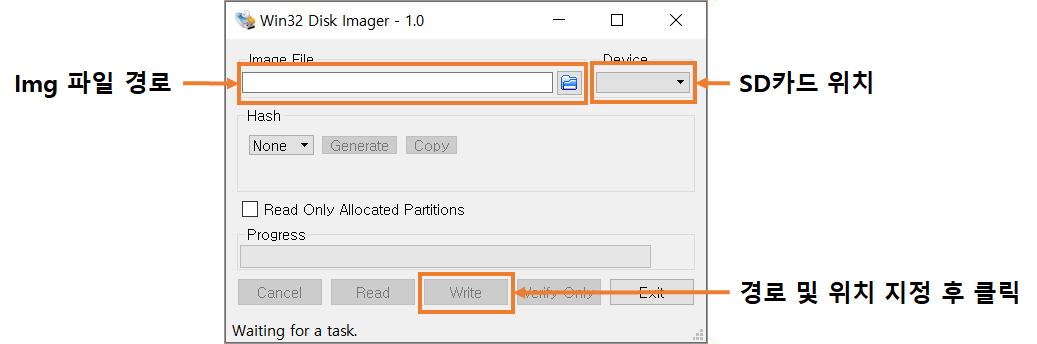 Win32 Disk Imager - 1.0
Image File
Device
Img 파일 경로
SD카드 위치
Hash
None
Generate
Copy
Read Only Allocated Partitions
Progress
Cancel
Read
Write
Verify Only
Exit
경로 및 위치 지정 후 클릭
Waiting for a task.